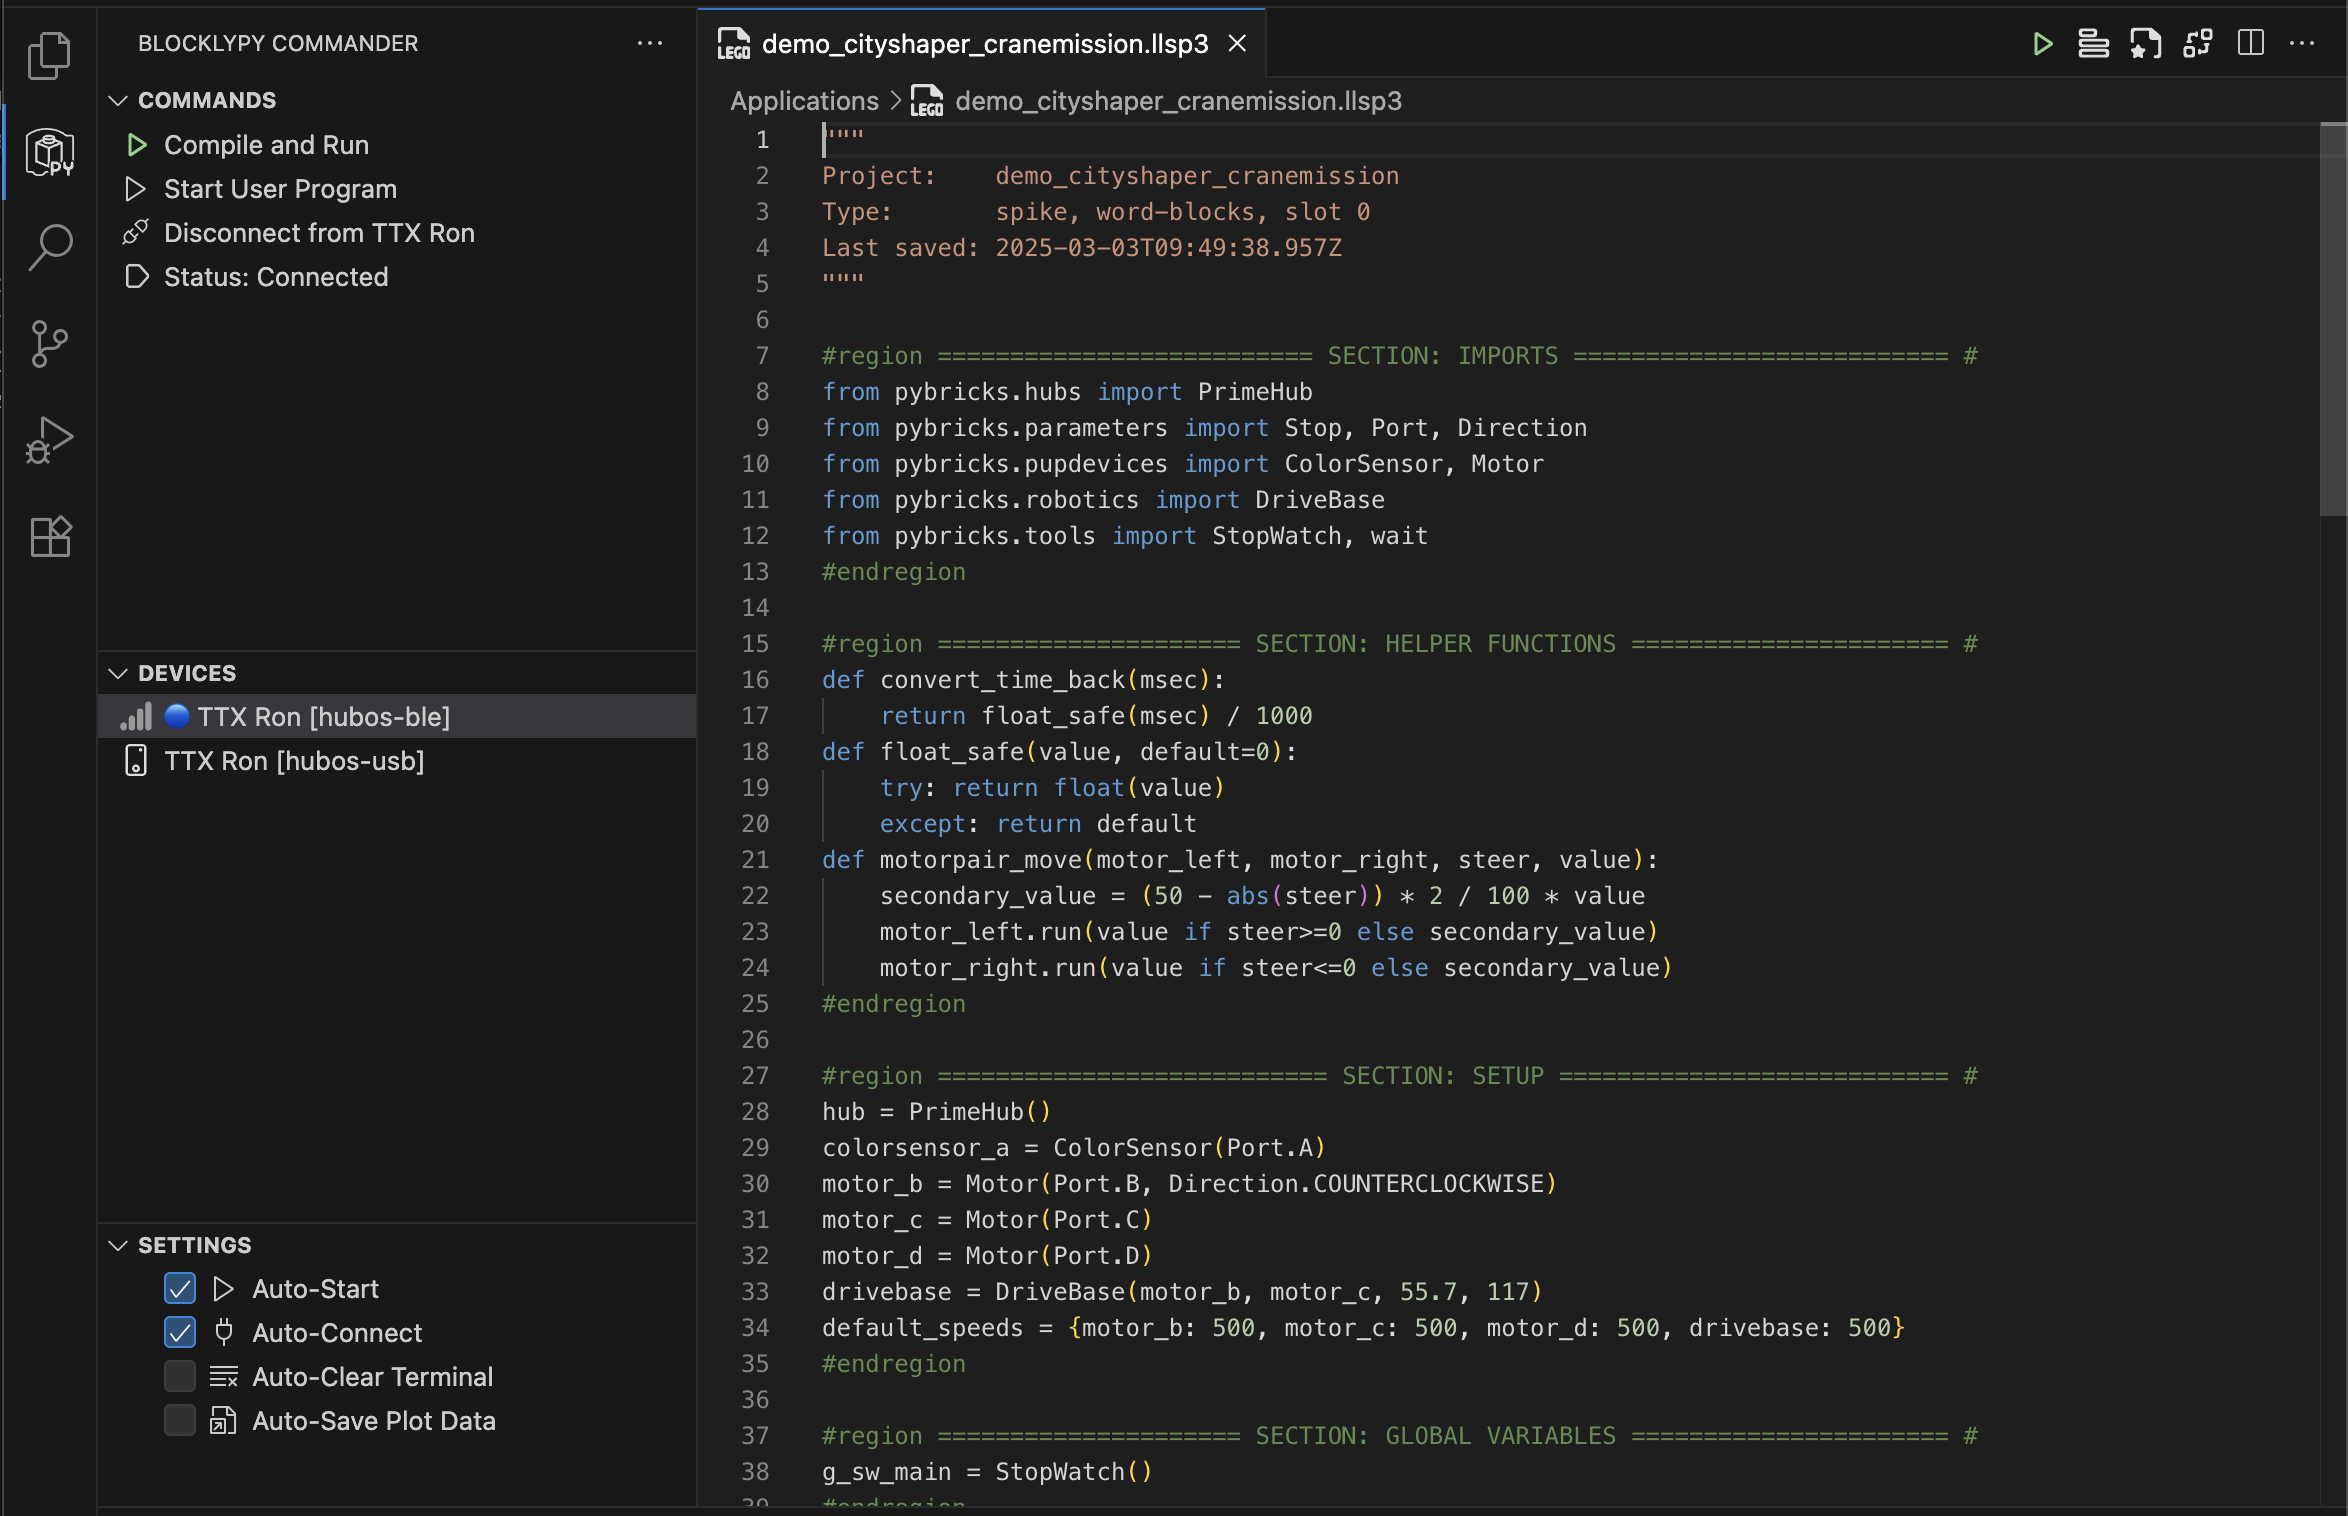 BLOCKLYPY COMMANDER
COMMANDS
Compile and Run
Start User Program
Disconnect from TTX Ron
Status: Connected
DEVICES
TTX Ron [hubos-ble]
TTX Ron [hubos-usb]
SETTINGS
Auto-Start
Auto-Connect
Auto-Clear Terminal
Auto-Save Plot Data
PY
LEGO demo_cityshaper_cranemission.llsp3
Applications > LEGO demo_cityshaper_cranemission.llsp3
1 """
2 Project:    demo_cityshaper_cranemission
3 Type:       spike, word-blocks, slot 0
4 Last saved: 2025-03-03T09:49:38.957Z
5 """
6
7 #region ========================== SECTION: IMPORTS ========================== #
8 from pybricks.hubs import PrimeHub
9 from pybricks.parameters import Stop, Port, Direction
10 from pybricks.pupdevices import ColorSensor, Motor
11 from pybricks.robotics import DriveBase
12 from pybricks.tools import StopWatch, wait
13 #endregion
14
15 #region ===================== SECTION: HELPER FUNCTIONS ====================== #
16 def convert_time_back(msec):
17     return float_safe(msec) / 1000
18 def float_safe(value, default=0):
19     try: return float(value)
20     except: return default
21 def motorpair_move(motor_left, motor_right, steer, value):
22     secondary_value = (50 - abs(steer)) * 2 / 100 * value
23     motor_left.run(value if steer>=0 else secondary_value)
24     motor_right.run(value if steer<=0 else secondary_value)
25 #endregion
26
27 #region =========================== SECTION: SETUP =========================== #
28 hub = PrimeHub()
29 colorsensor_a = ColorSensor(Port.A)
30 motor_b = Motor(Port.B, Direction.COUNTERCLOCKWISE)
31 motor_c = Motor(Port.C)
32 motor_d = Motor(Port.D)
33 drivebase = DriveBase(motor_b, motor_c, 55.7, 117)
34 default_speeds = {motor_b: 500, motor_c: 500, motor_d: 500, drivebase: 500}
35 #endregion
36
37 #region ===================== SECTION: GLOBAL VARIABLES ====================== #
38 g_sw_main = StopWatch()
39 #endregion